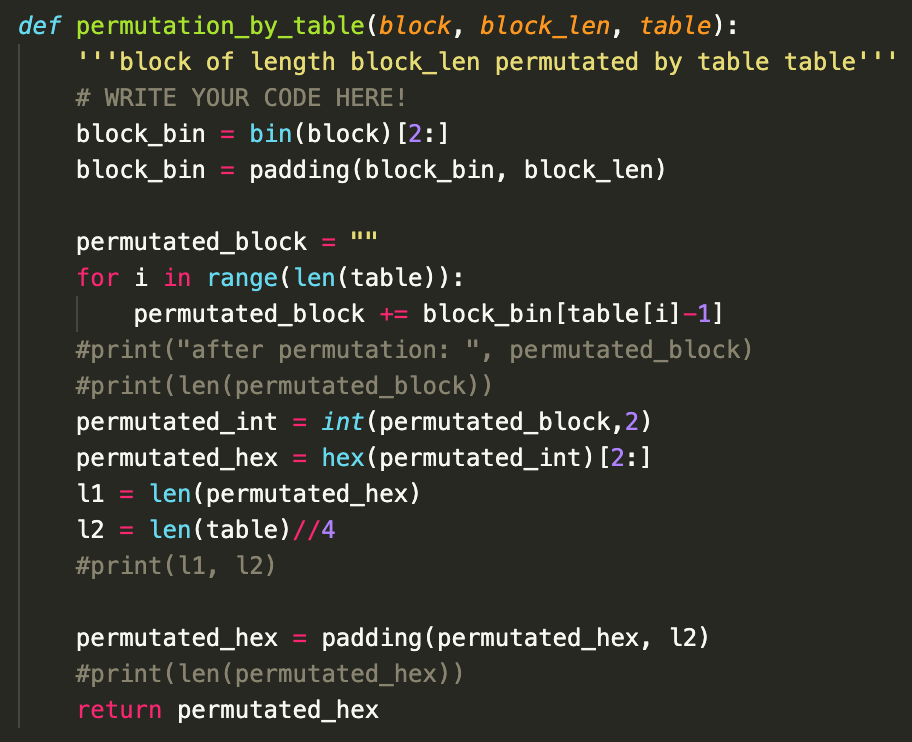 def permutation_by_table(block, block_len, table):
    '''block of length block_len permutated by table table'''
    # WRITE YOUR CODE HERE!
    block_bin = bin(block)[2:]
    block_bin = padding(block_bin, block_len)

    permutated_block = ""
    for i in range(len(table)):
        permutated_block += block_bin[table[i]-1]
    #print("after permutation: ", permutated_block)
    #print(len(permutated_block))
    permutated_int = int(permutated_block,2)
    permutated_hex = hex(permutated_int)[2:]
    l1 = len(permutated_hex)
    l2 = len(table)//4
    #print(l1, l2)

    permutated_hex = padding(permutated_hex, l2)
    #print(len(permutated_hex))
    return permutated_hex